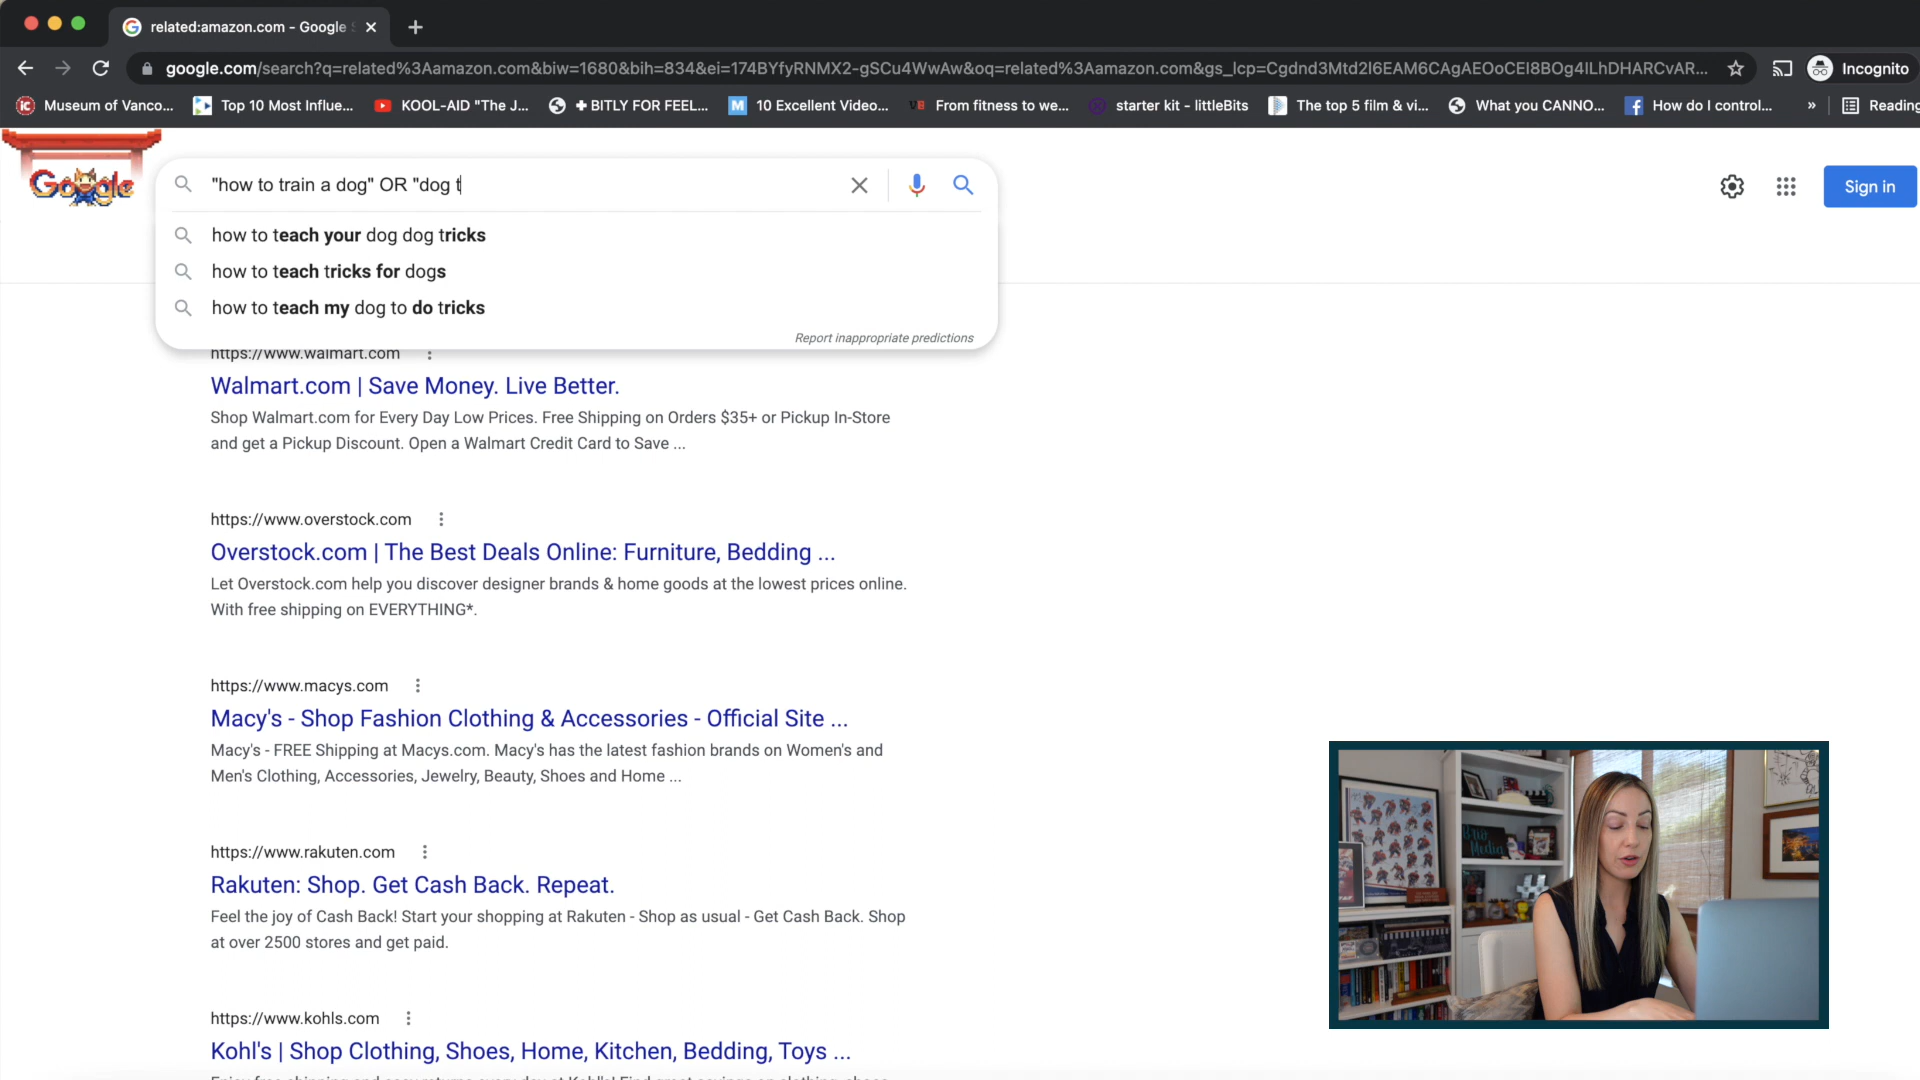 related:amazon.com - Google S
google.com/search?q=related%3Aamazon.com&biw=1680&bih=834&ei=174BYfyRNMX2-gSCu4WwAw&oq=related%3Aamazon.com&gs_lcp=Cgdnd3Mtd2l6EAM6CAgAEOoCEI8BOg4ILhDHARCvAR...
Incognito
Museum of Vanco...
Top 10 Most Influe...
KOOL-AID "The J...
+ BITLY FOR FEEL...
10 Excellent Video...
From fitness to we...
starter kit - littleBits
The top 5 film & vi...
What you CANNO...
How do I control...
»
Reading
Google
"how to train a dog" OR "dog t
Sign in
how to teach your dog dog tricks
how to teach tricks for dogs
how to teach my dog to do tricks
Report inappropriate predictions
https://www.walmart.com
Walmart.com | Save Money. Live Better.
Shop Walmart.com for Every Day Low Prices. Free Shipping on Orders $35+ or Pickup In-Store
and get a Pickup Discount. Open a Walmart Credit Card to Save ...
https://www.overstock.com
Overstock.com | The Best Deals Online: Furniture, Bedding ...
Let Overstock.com help you discover designer brands & home goods at the lowest prices online.
With free shipping on EVERYTHING*.
https://www.macys.com
Macy's - Shop Fashion Clothing & Accessories - Official Site ...
Macy's - FREE Shipping at Macys.com. Macy's has the latest fashion brands on Women's and
Men's Clothing, Accessories, Jewelry, Beauty, Shoes and Home ...
https://www.rakuten.com
Rakuten: Shop. Get Cash Back. Repeat.
Feel the joy of Cash Back! Start your shopping at Rakuten - Shop as usual - Get Cash Back. Shop
at over 2500 stores and get paid.
https://www.kohls.com
Kohl's | Shop Clothing, Shoes, Home, Kitchen, Bedding, Toys ...